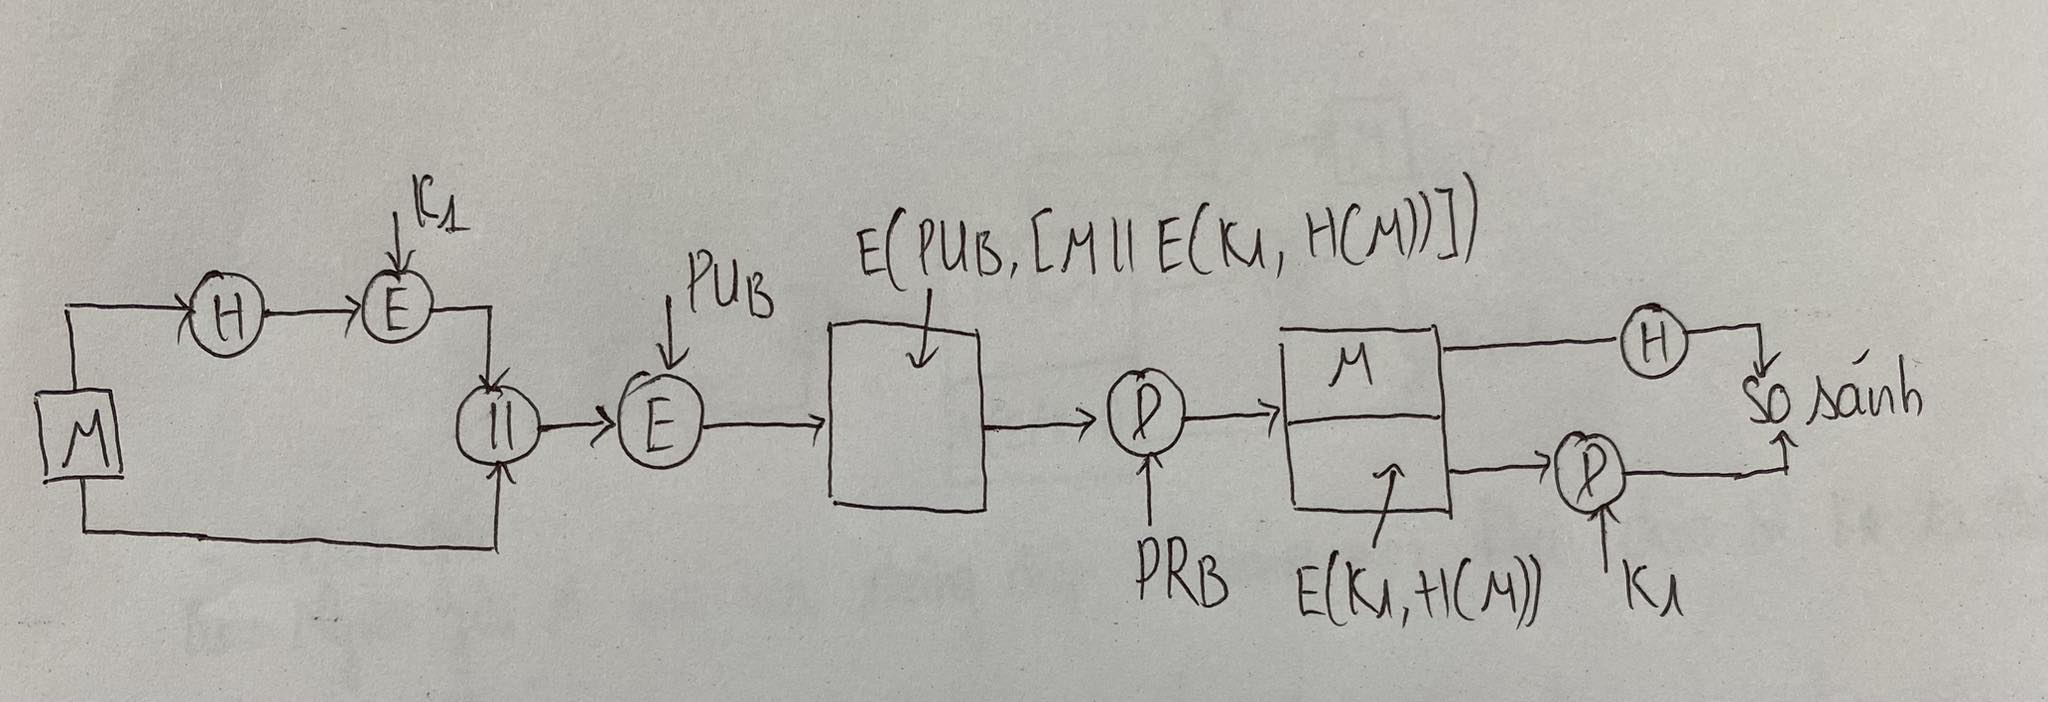 K1
E(PUB, [M || E(K1, H(M))])
PUB
H
E
M
||
E
D
M
H
So sánh
D
PRB
E(K1, H(M))
K1